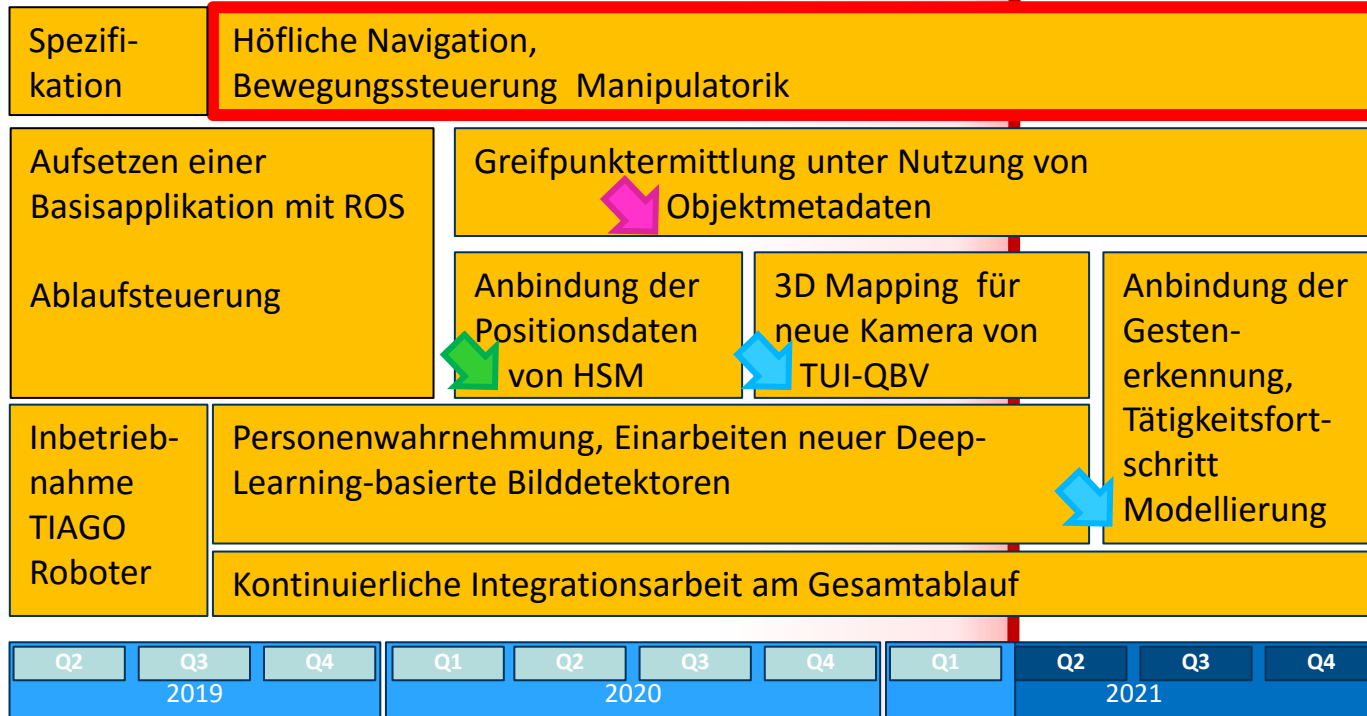 Spezifi-
kation
Höfliche Navigation,
Bewegungssteuerung Manipulatorik
Aufsetzen einer
Basisapplikation mit ROS
Ablaufsteuerung
Greifpunktermittlung unter Nutzung von
Objektmetadaten
Anbindung der
Positionsdaten
von HSM
3D Mapping für
neue Kamera von
TUI-QBV
Anbindung der
Gesten-
erkennung,
Tätigkeitsfort-
schritt
Modellierung
Inbetrieb-
nahme
TIAGO
Roboter
Personenwahrnehmung, Einarbeiten neuer Deep-
Learning-basierte Bilddetektoren
Kontinuierliche Integrationsarbeit am Gesamtablauf
Q2 Q3 Q4 Q1 Q2 Q3 Q4 Q1 Q2 Q3 Q4
2019 2020 2021